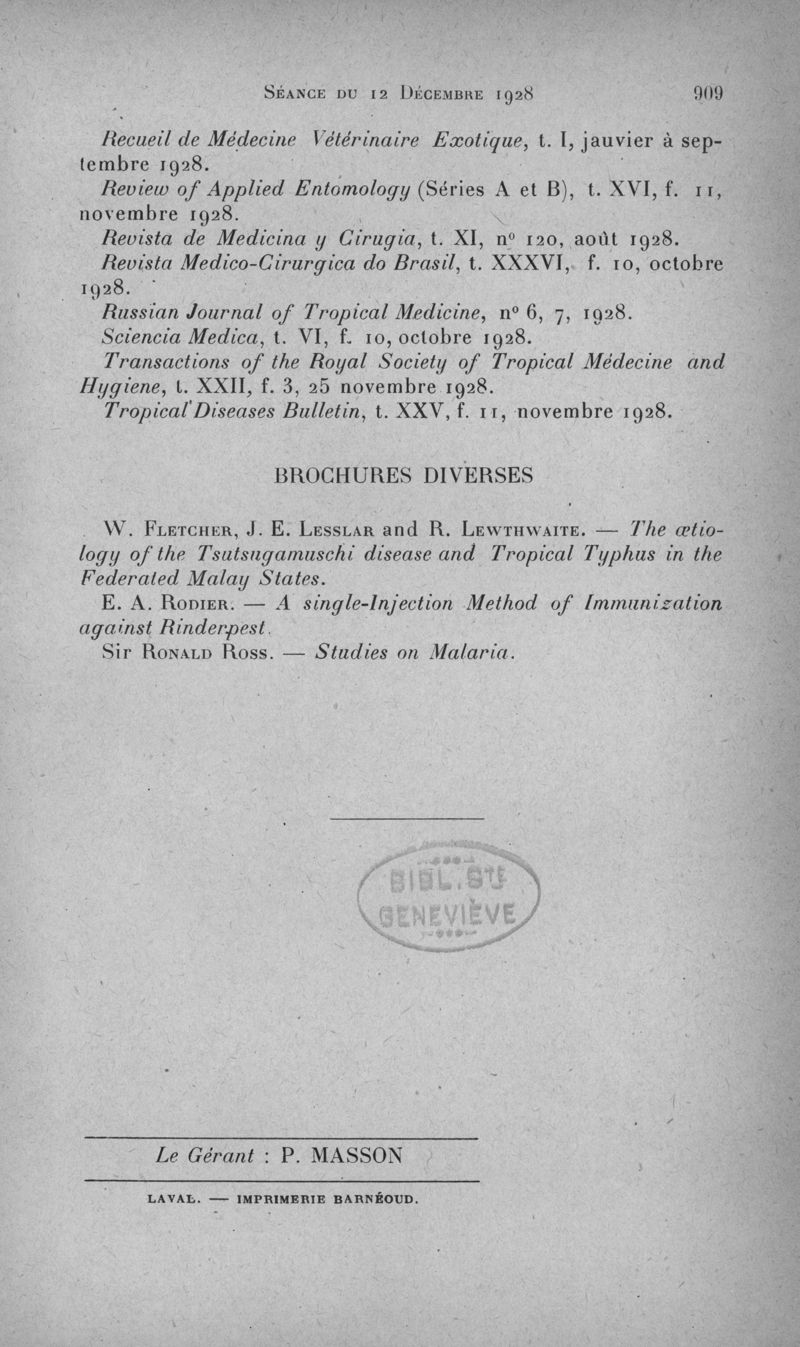 SÉANCE DU 12 DÉCEMBRE 1928 909
Recueil de Médecine Vétérinaire Exotique, t. I, jauvier à sep-
tembre 1928.
Review of Applied Entomology (Séries A et B), t. XVI, f. 11,
novembre 1928.
Revista de Medicina y Cirugia, t. XI, nº 120, août 1928.
Revista Medico-Cirurgica do Brasil, t. XXXVI, f. 10, octobre
1928.
Russian Journal of Tropical Medicine, nº 6, 7, 1928.
Sciencia Medica, t. VI, f. 10, octobre 1928.
Transactions of the Royal Society of Tropical Médecine and
Hygiene, t. XXII, f. 3, 25 novembre 1928.
Tropical Diseases Bulletin, t. XXV, f. 11, novembre 1928.
BROCHURES DIVERSES
W. FLETCHER, J. E. LESSLAR and R. LEWTHWAITE. — The œtio-
logy of the Tsutsugamuschi disease and Tropical Typhus in the
Federated Malay States.
E. A. RODIER. — A single-Injection Method of Immunization
against Rinderpest.
Sir RONALD ROSS. — Studies on Malaria.
BIBL. STE
GENEVIÈVE
Le Gérant : P. MASSON
LAVAL. — IMPRIMERIE BARNÉOUD.